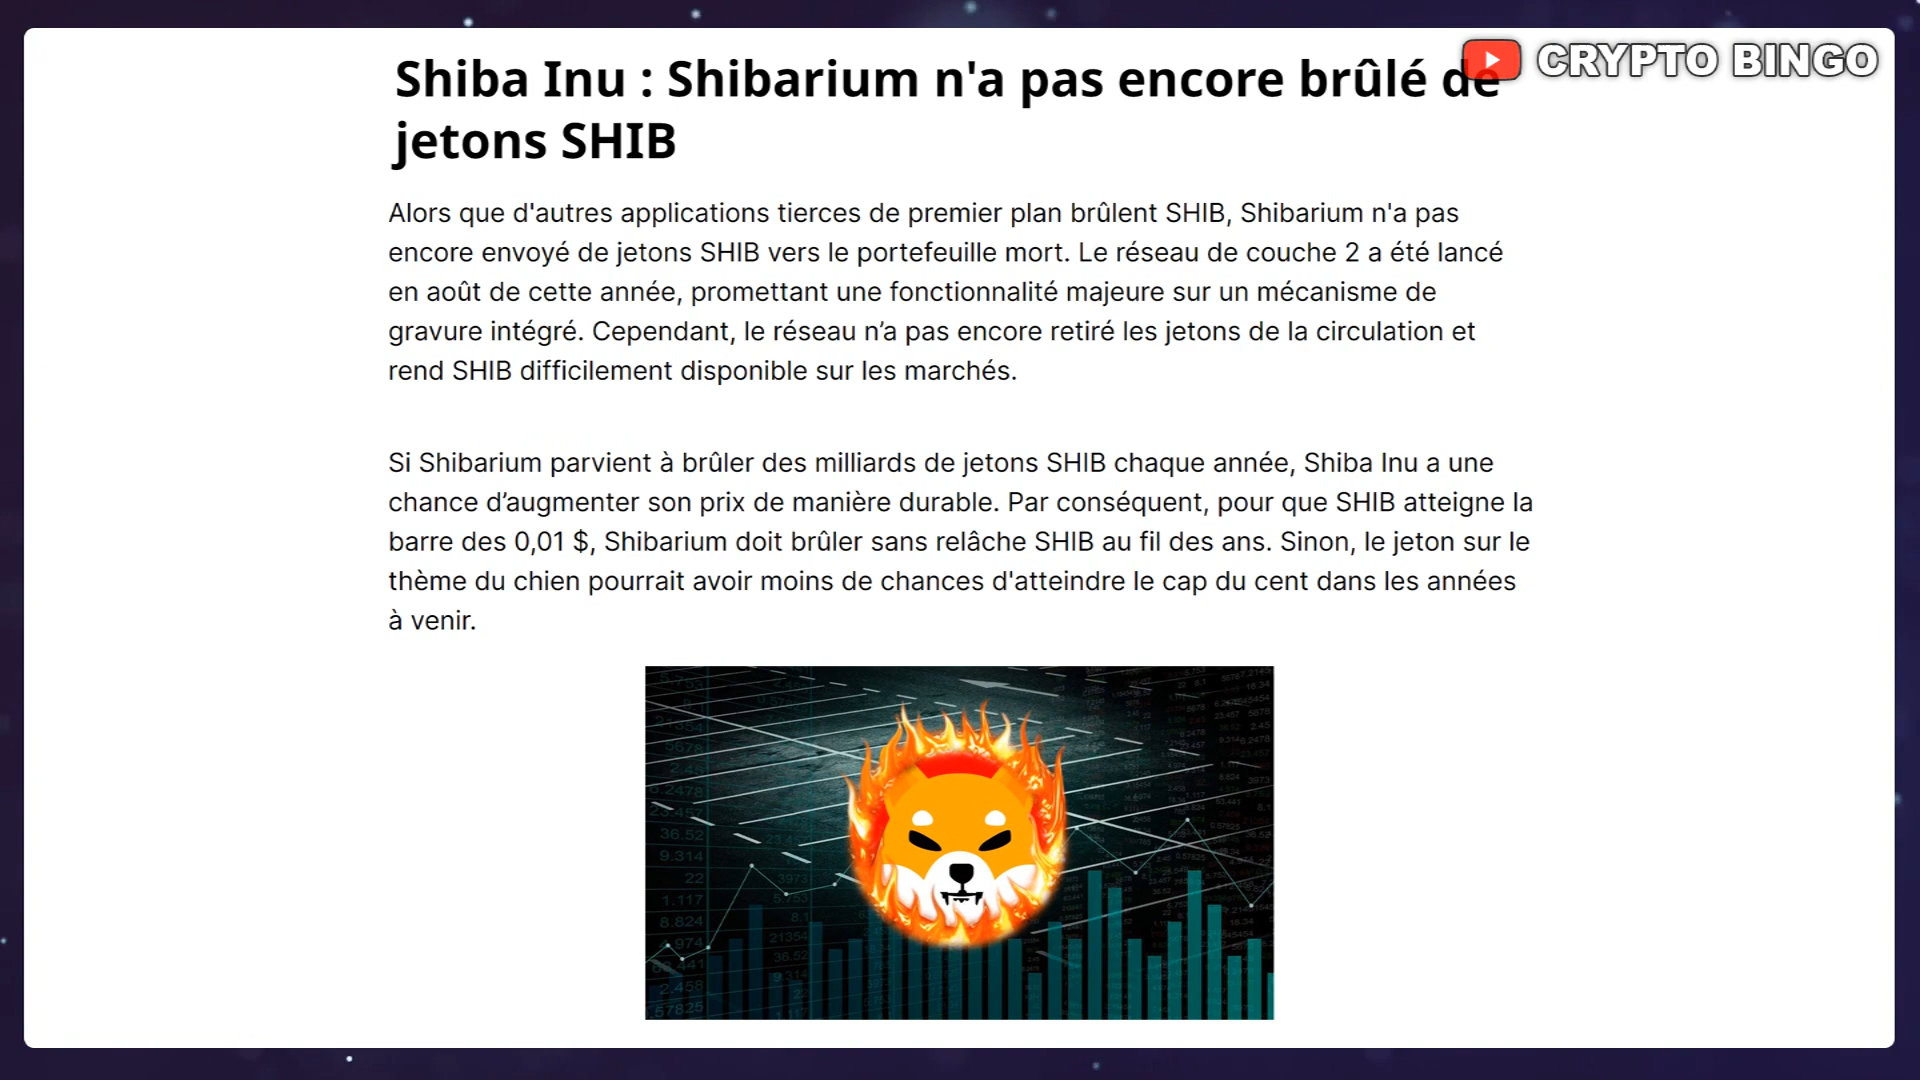 CRYPTO BINGO
Shiba Inu : Shibarium n'a pas encore brûlé de
jetons SHIB
Alors que d'autres applications tierces de premier plan brûlent SHIB, Shibarium n'a pas
encore envoyé de jetons SHIB vers le portefeuille mort. Le réseau de couche 2 a été lancé
en août de cette année, promettant une fonctionnalité majeure sur un mécanisme de
gravure intégré. Cependant, le réseau n’a pas encore retiré les jetons de la circulation et
rend SHIB difficilement disponible sur les marchés.
Si Shibarium parvient à brûler des milliards de jetons SHIB chaque année, Shiba Inu a une
chance d’augmenter son prix de manière durable. Par conséquent, pour que SHIB atteigne la
barre des 0,01 $, Shibarium doit brûler sans relâche SHIB au fil des ans. Sinon, le jeton sur le
thème du chien pourrait avoir moins de chances d'atteindre le cap du cent dans les années
à venir.